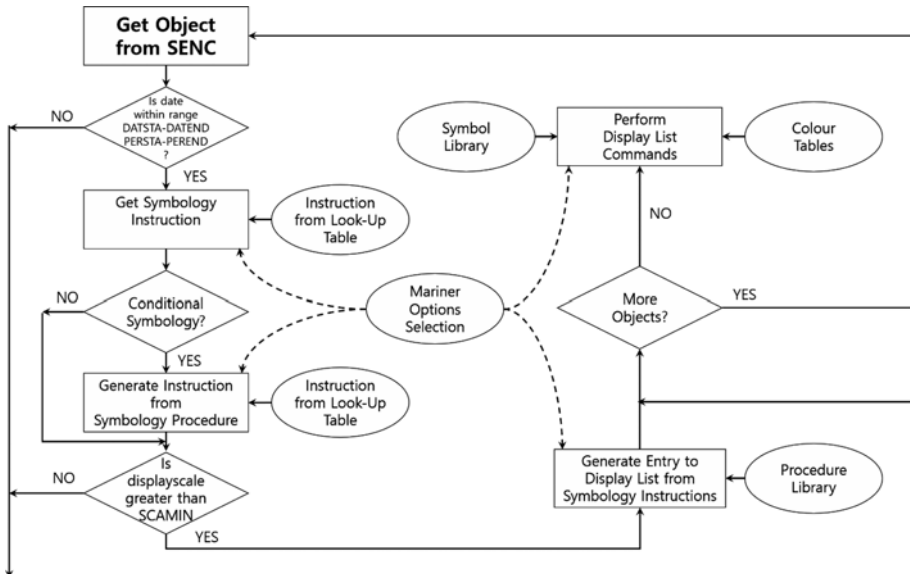 Get Object
from SENC
Is date
within range
DATSTA-DATEND
PERSTA-PEREND
?
NO
YES
Get Symbology
Instruction
Instruction
from Look-Up
Table
Conditional
Symbology?
NO
YES
Generate Instruction
from
Symbology Procedure
Instruction
from Look-Up
Table
Is
displayscale
greater than
SCAMIN
NO
YES
Mariner
Options
Selection
Symbol
Library
Perform
Display List
Commands
Colour
Tables
NO
More
Objects?
YES
Generate Entry to
Display List from
Symbology Instructions
Procedure
Library